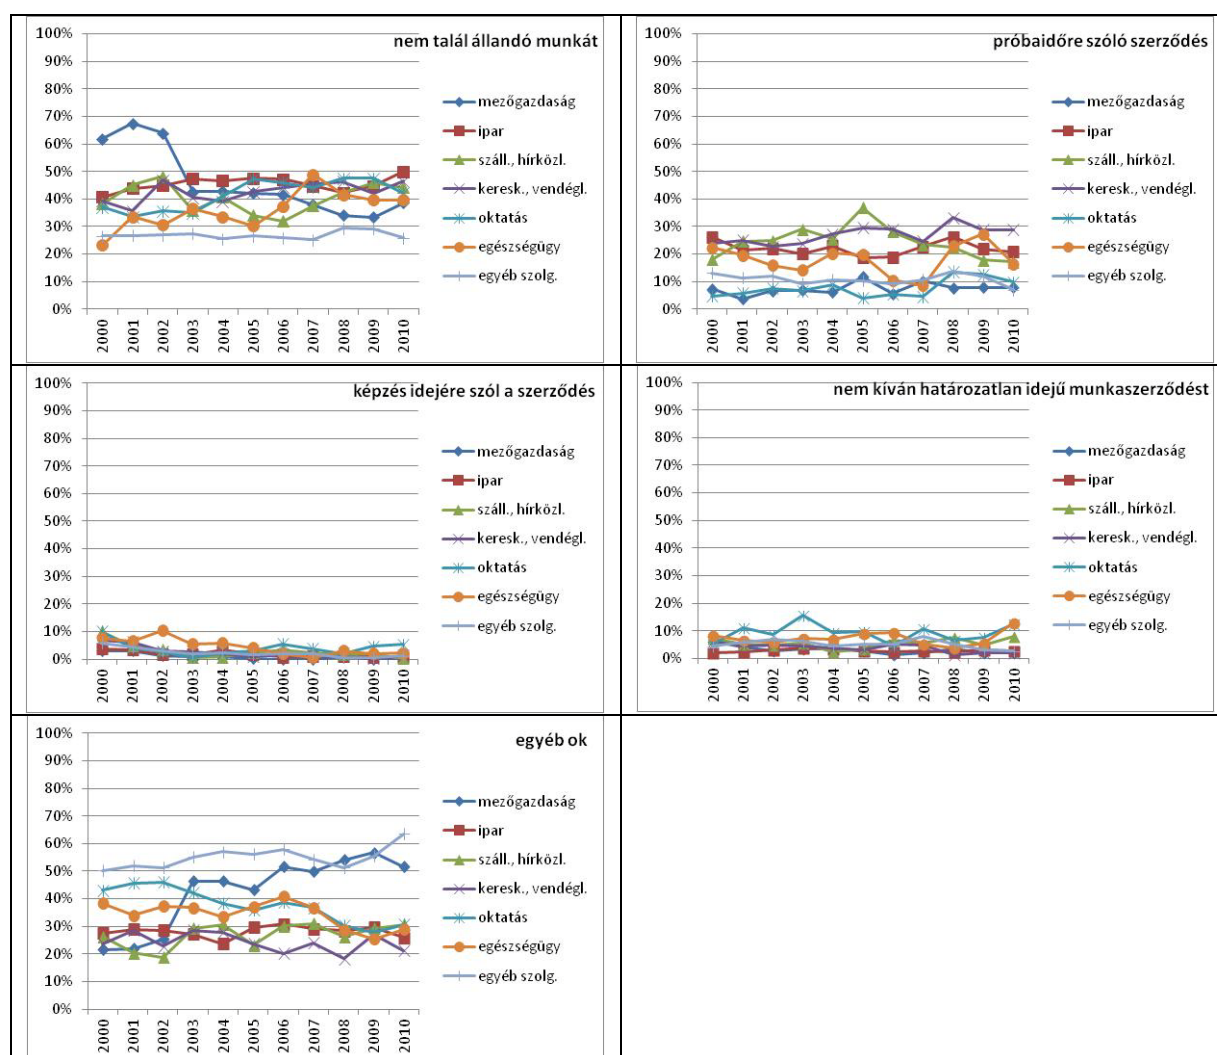 nem talál állandó munkát
100%
90%
80%
70%
60%
50%
40%
30%
20%
10%
0%
2000
2001
2002
2003
2004
2005
2006
2007
2008
2009
2010
mezőgazdaság
ipar
száll., hírközl.
keresk., vendégl.
oktatás
egészségügy
egyéb szolg.
próbaidőre szóló szerződés
100%
90%
80%
70%
60%
50%
40%
30%
20%
10%
0%
2000
2001
2002
2003
2004
2005
2006
2007
2008
2009
2010
mezőgazdaság
ipar
száll., hírközl.
keresk., vendégl.
oktatás
egészségügy
egyéb szolg.
képzés idejére szól a szerződés
100%
90%
80%
70%
60%
50%
40%
30%
20%
10%
0%
2000
2001
2002
2003
2004
2005
2006
2007
2008
2009
2010
mezőgazdaság
ipar
száll., hírközl.
keresk., vendégl.
oktatás
egészségügy
egyéb szolg.
nem kíván határozatlan idejű munkaszerződést
100%
90%
80%
70%
60%
50%
40%
30%
20%
10%
0%
2000
2001
2002
2003
2004
2005
2006
2007
2008
2009
2010
mezőgazdaság
ipar
száll., hírközl.
keresk., vendégl.
oktatás
egészségügy
egyéb szolg.
egyéb ok
100%
90%
80%
70%
60%
50%
40%
30%
20%
10%
0%
2000
2001
2002
2003
2004
2005
2006
2007
2008
2009
2010
mezőgazdaság
ipar
száll., hírközl.
keresk., vendégl.
oktatás
egészségügy
egyéb szolg.